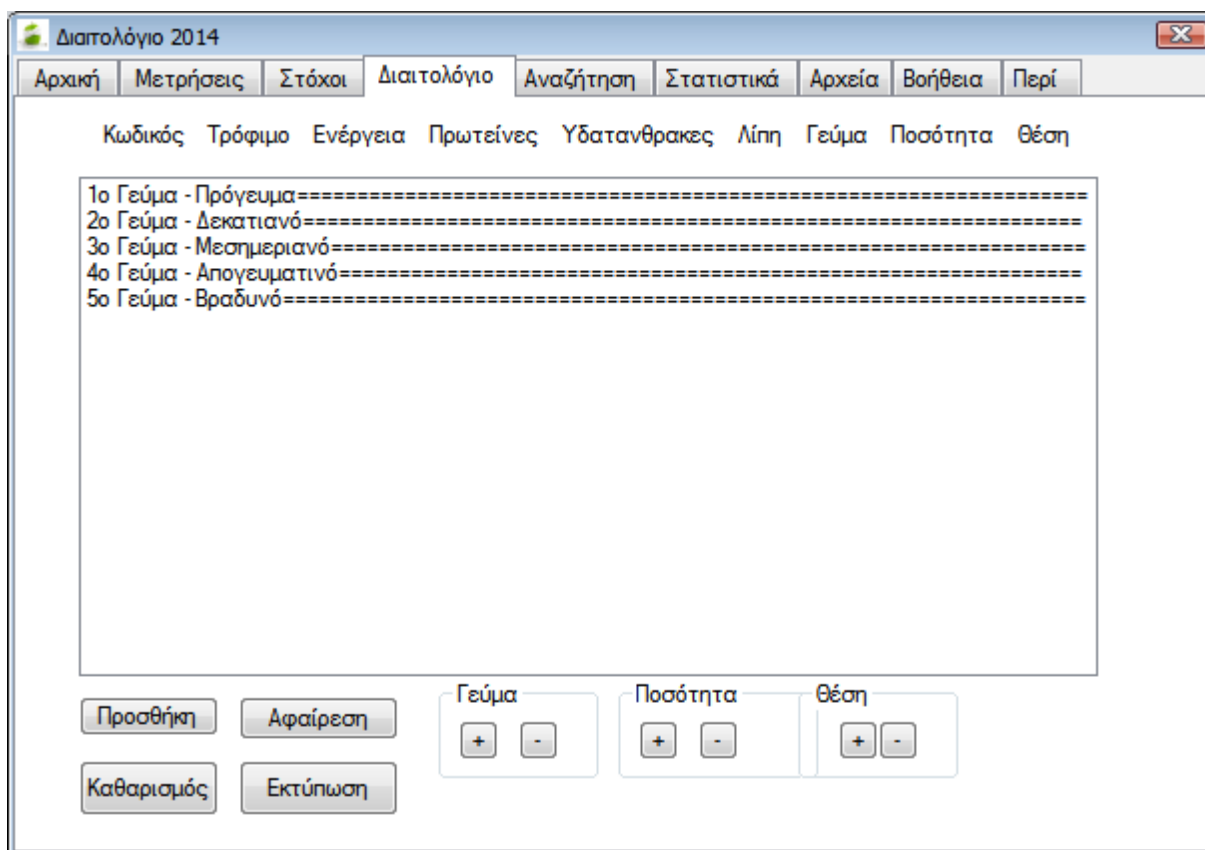 Διαιτολόγιο 2014
Αρχική Μετρήσεις Στόχοι Διαιτολόγιο Αναζήτηση Στατιστικά Αρχεία Βοήθεια Περί
Κωδικός Τρόφιμο Ενέργεια Πρωτείνες Υδατανθρακες Λίπη Γεύμα Ποσότητα Θέση
1ο Γεύμα - Πρόγευμα==================================================================
2ο Γεύμα - Δεκατιανό=================================================================
3ο Γεύμα - Μεσημεριανό===============================================================
4ο Γεύμα - Απογευματινό==============================================================
5ο Γεύμα - Βραδυνό===================================================================
Γεύμα Ποσότητα Θέση
Προσθήκη Αφαίρεση + - + - + -
Καθαρισμός Εκτύπωση